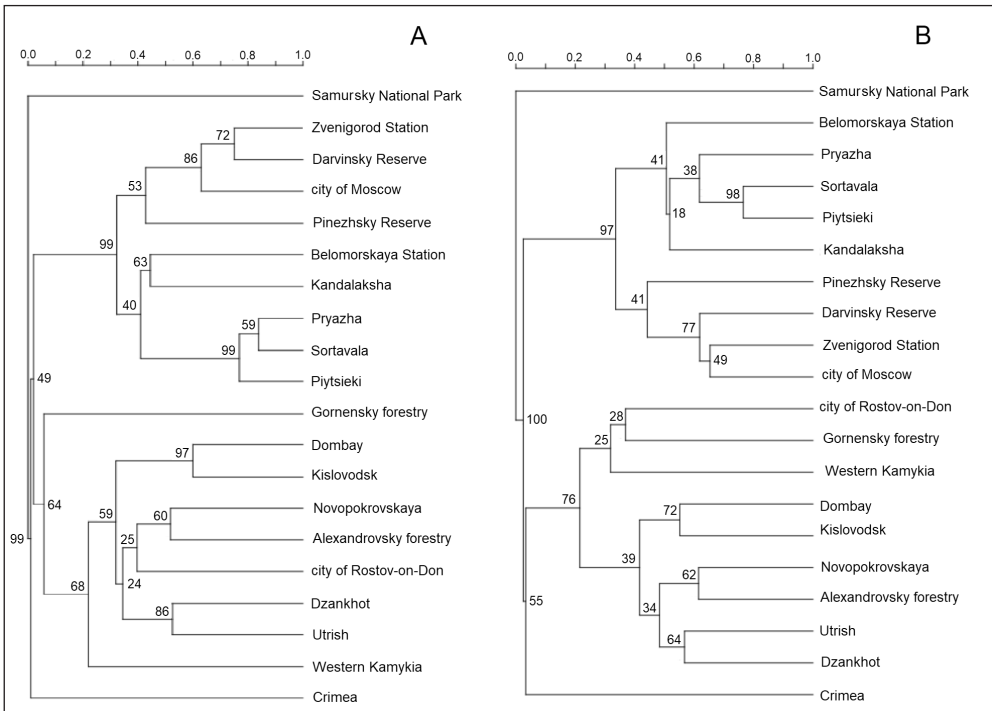 A
0.0 0.2 0.4 0.6 0.8 1.0
Samursky National Park
72 Zvenigorod Station
86 Darvinsky Reserve
53 city of Moscow
99 Pinezhsky Reserve
63 Belomorskaya Station
40 Kandalaksha
59 Pryazha
99 Sortavala
49 Piytsieki
Gornensky forestry
97 Dombay
64 Kislovodsk
59 60 Novopokrovskaya
99 25 Alexandrovsky forestry
24 city of Rostov-on-Don
68 86 Dzankhot
Utrish
Western Kamykia
Crimea
B
0.0 0.2 0.4 0.6 0.8 1.0
Samursky National Park
Belomorskaya Station
41 38 Pryazha
98 Sortavala
18 Piytsieki
97 Kandalaksha
41 Pinezhsky Reserve
77 Darvinsky Reserve
49 Zvenigorod Station
city of Moscow
100 28 city of Rostov-on-Don
25 Gornensky forestry
Western Kamykia
76 72 Dombay
39 Kislovodsk
62 Novopokrovskaya
55 34 Alexandrovsky forestry
64 Utrish
Dzankhot
Crimea